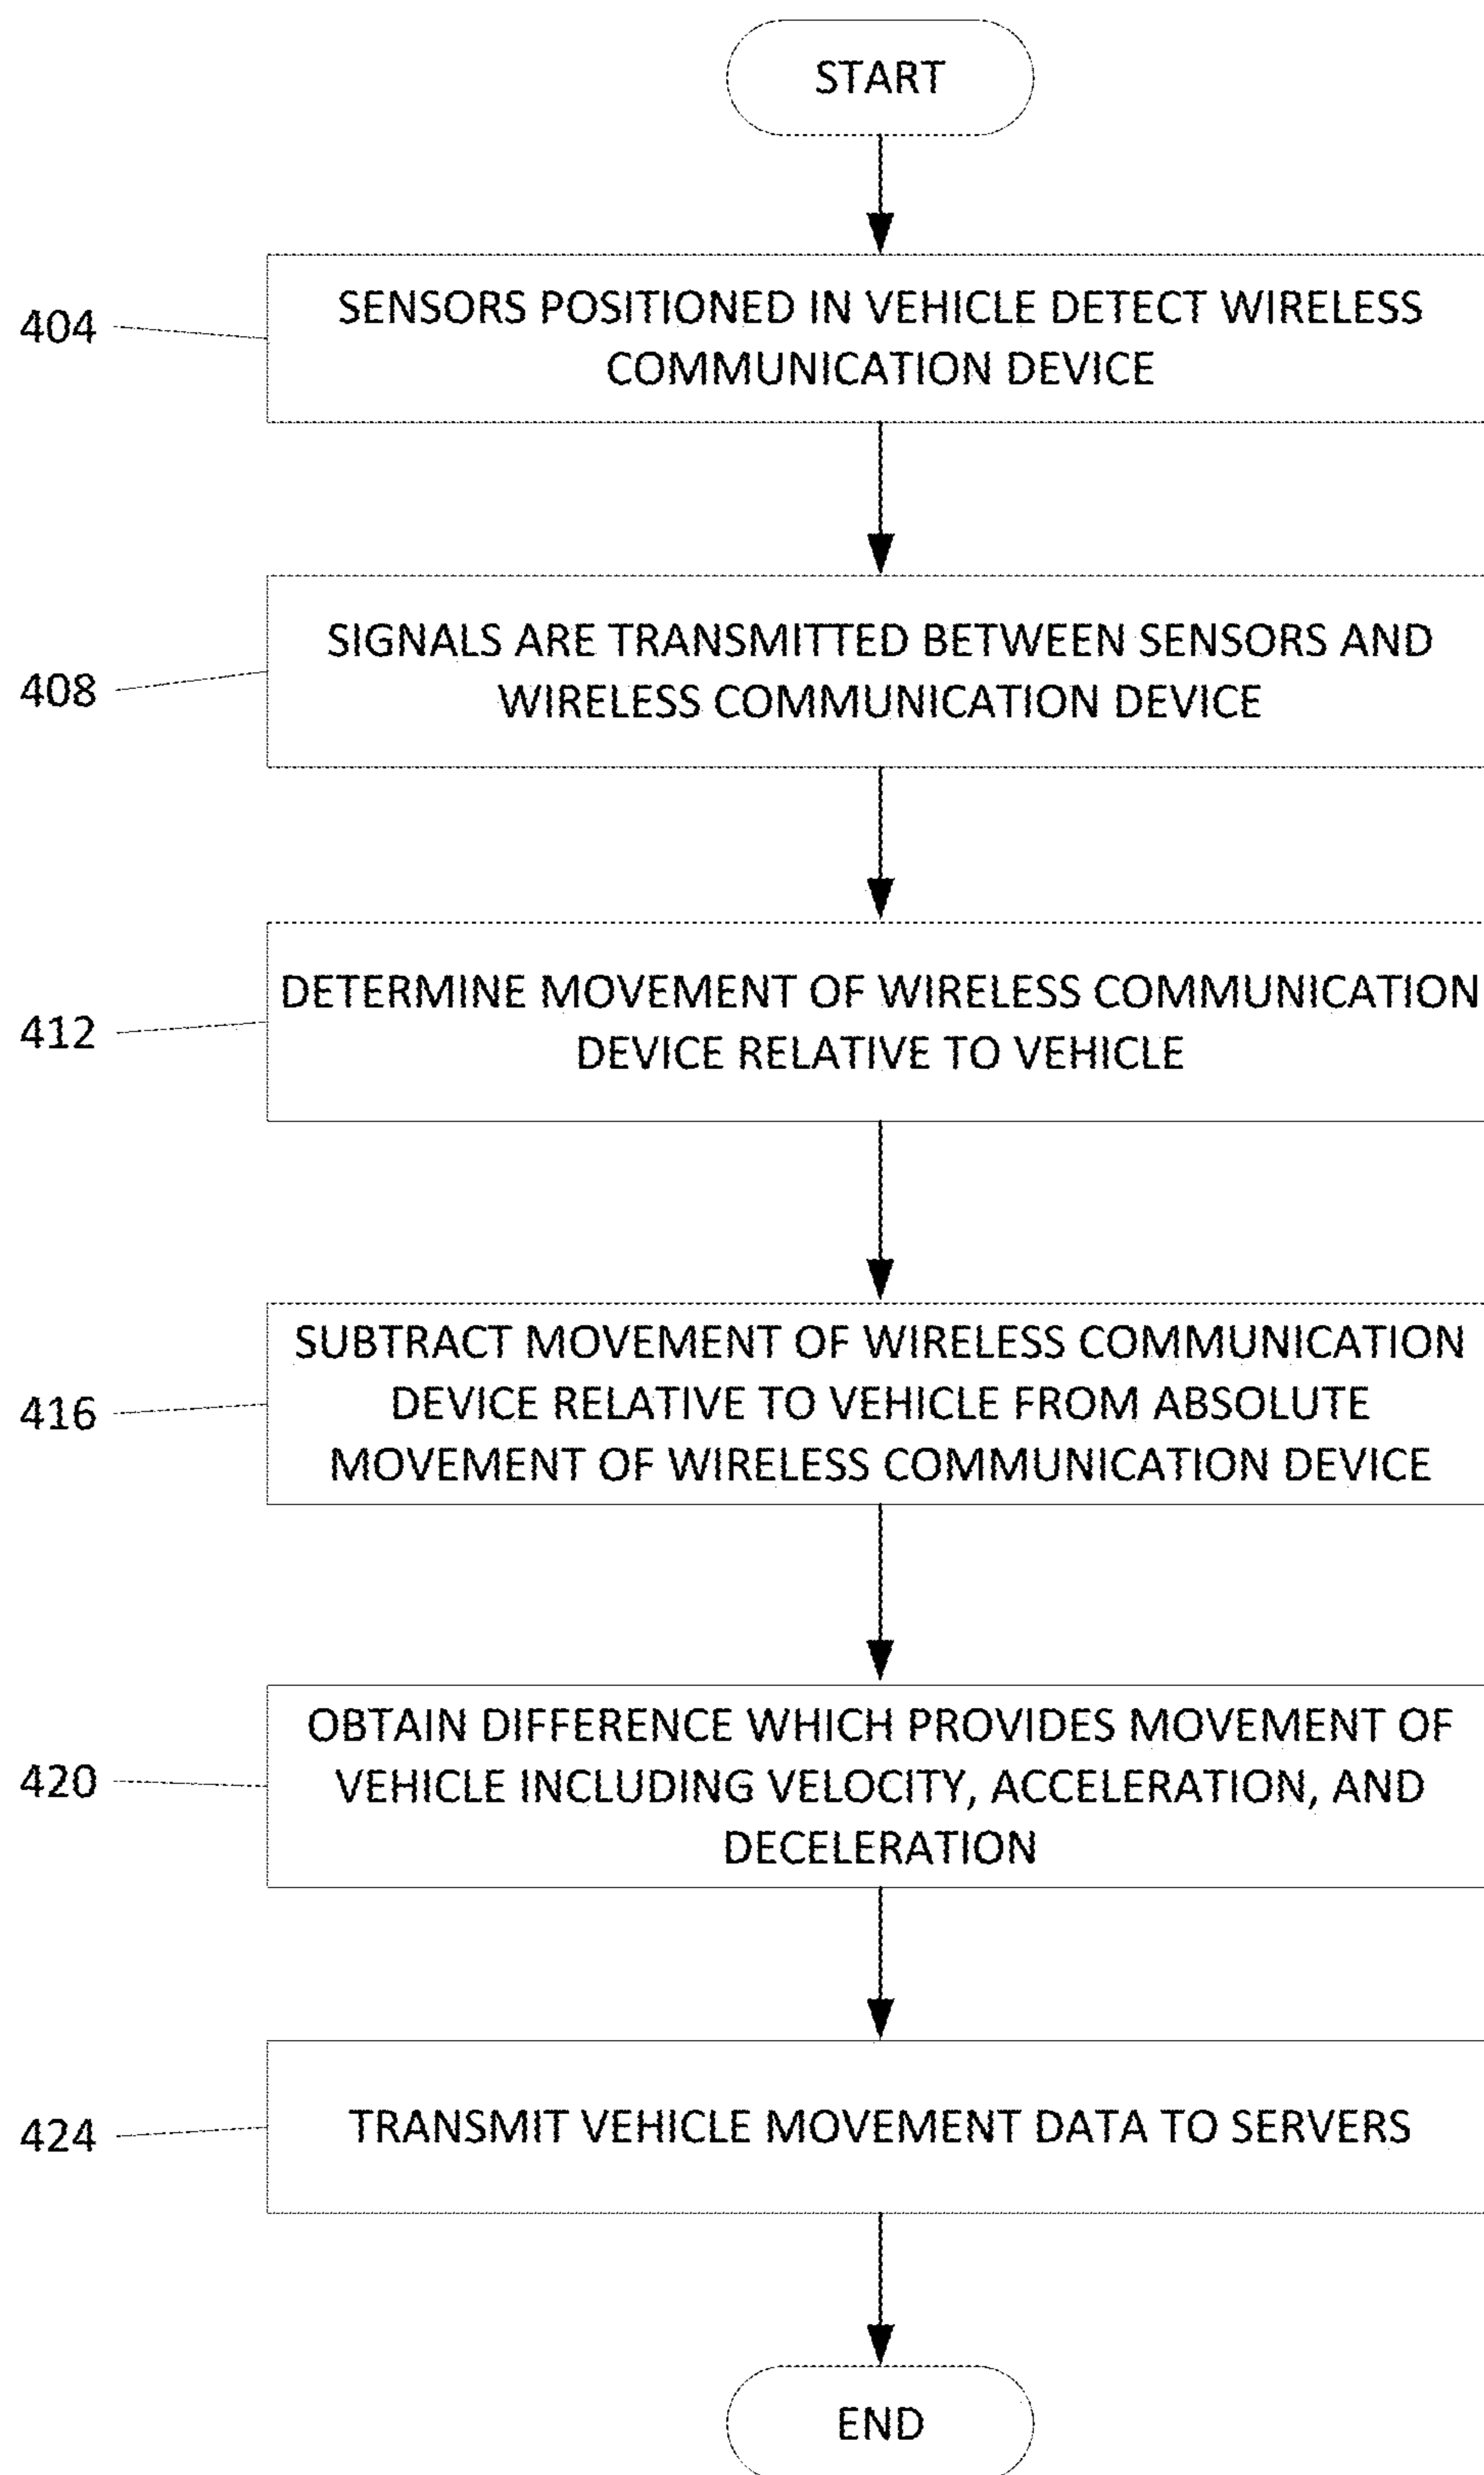 START
404
SENSORS POSITIONED IN VEHICLE DETECT WIRELESS
COMMUNICATION DEVICE
408
SIGNALS ARE TRANSMITTED BETWEEN SENSORS AND
WIRELESS COMMUNICATION DEVICE
412
DETERMINE MOVEMENT OF WIRELESS COMMUNICATION
DEVICE RELATIVE TO VEHICLE
416
SUBTRACT MOVEMENT OF WIRELESS COMMUNICATION
DEVICE RELATIVE TO VEHICLE FROM ABSOLUTE
MOVEMENT OF WIRELESS COMMUNICATION DEVICE
420
OBTAIN DIFFERENCE WHICH PROVIDES MOVEMENT OF
VEHICLE INCLUDING VELOCITY, ACCELERATION, AND
DECELERATION
424
TRANSMIT VEHICLE MOVEMENT DATA TO SERVERS
END